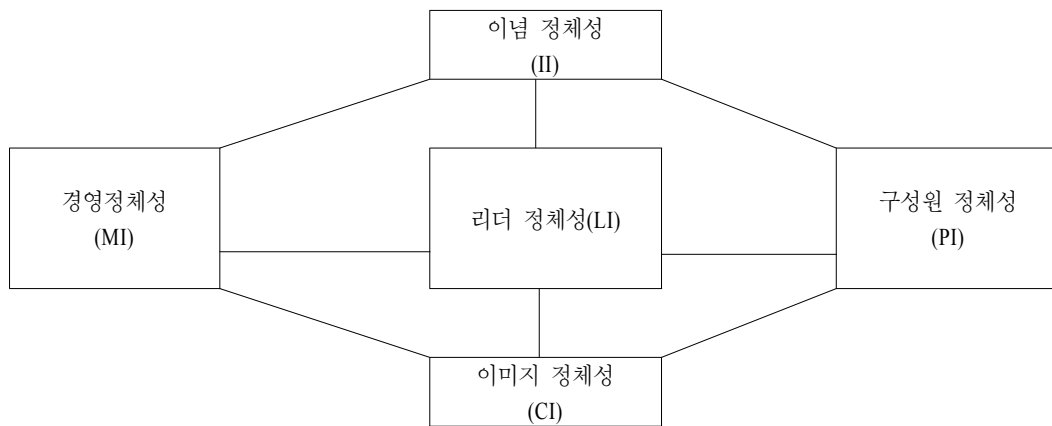 이념 정체성
(II)
경영정체성
(MI)
리더 정체성(LI)
구성원 정체성
(PI)
이미지 정체성
(CI)